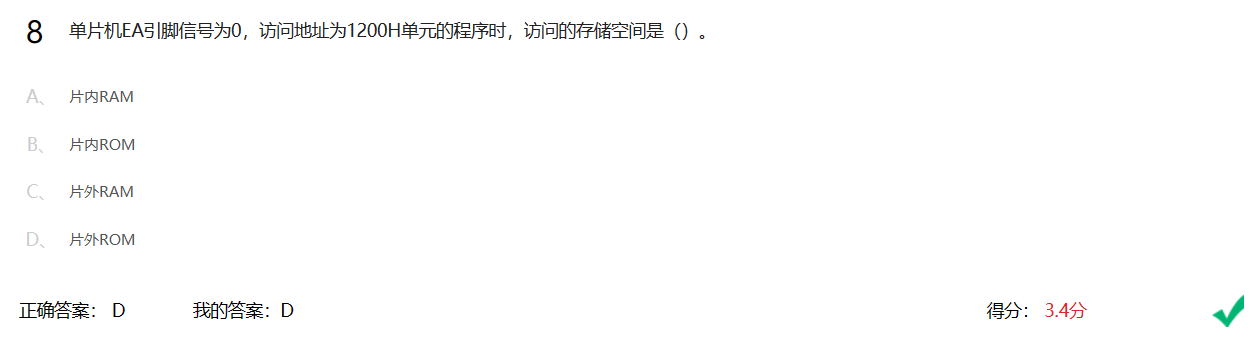 8 单片机EA引脚信号为0，访问地址为1200H单元的程序时，访问的存储空间是（）。
A、 片内RAM
B、 片内ROM
C、 片外RAM
D、 片外ROM
正确答案： D 我的答案：D 得分： 3.4分